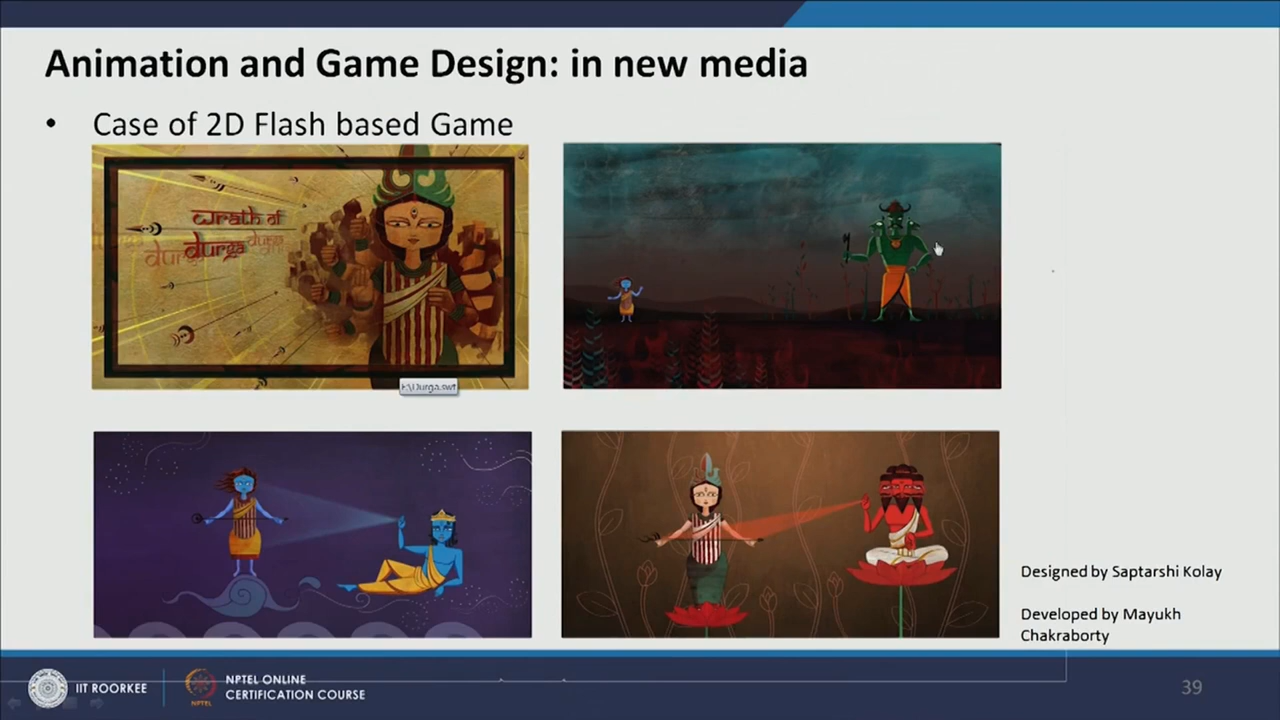 Animation and Game Design: in new media
• Case of 2D Flash based Game
wrath of
durga
Designed by Saptarshi Kolay
Developed by Mayukh
Chakraborty
IIT ROORKEE
NPTEL ONLINE
CERTIFICATION COURSE
NPTEL
39